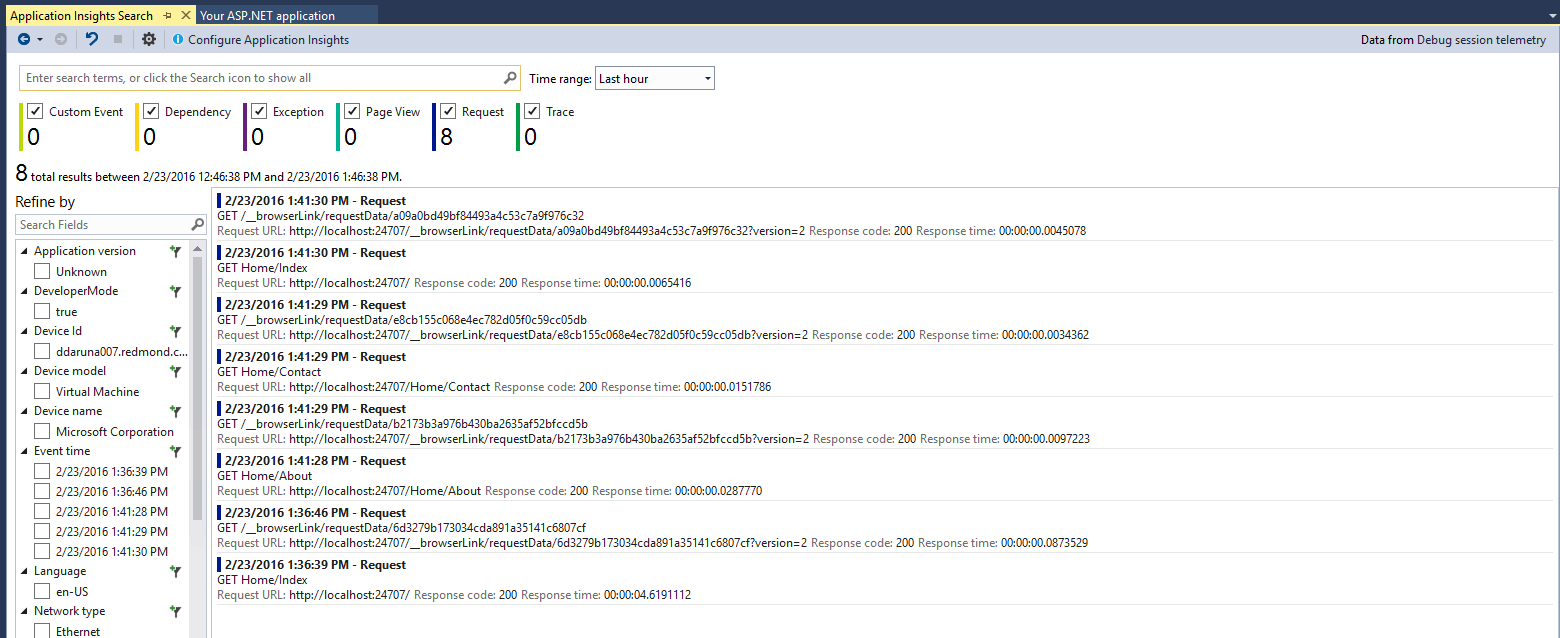 Application Insights Search
Your ASP.NET application
Configure Application Insights
Data from Debug session telemetry
Enter search terms, or click the Search icon to show all
Time range:
Last hour
Custom Event
0
Dependency
0
Exception
0
Page View
0
Request
8
Trace
0
8 total results between 2/23/2016 12:46:38 PM and 2/23/2016 1:46:38 PM.
Refine by
Search Fields
Application version
Unknown
DeveloperMode
true
Device Id
ddaruna007.redmond.c...
Device model
Virtual Machine
Device name
Microsoft Corporation
Event time
2/23/2016 1:36:39 PM
2/23/2016 1:36:46 PM
2/23/2016 1:41:28 PM
2/23/2016 1:41:29 PM
2/23/2016 1:41:30 PM
Language
en-US
Network type
Ethernet
2/23/2016 1:41:30 PM - Request
GET /__browserLink/requestData/a09a0bd49bf84493a4c53c7a9f976c32
Request URL: http://localhost:24707/__browserLink/requestData/a09a0bd49bf84493a4c53c7a9f976c32?version=2 Response code: 200 Response time: 00:00:00.0045078
2/23/2016 1:41:30 PM - Request
GET Home/Index
Request URL: http://localhost:24707/ Response code: 200 Response time: 00:00:00.0065416
2/23/2016 1:41:29 PM - Request
GET /__browserLink/requestData/e8cb155c068e4ec782d05f0c59cc05db
Request URL: http://localhost:24707/__browserLink/requestData/e8cb155c068e4ec782d05f0c59cc05db?version=2 Response code: 200 Response time: 00:00:00.0034362
2/23/2016 1:41:29 PM - Request
GET Home/Contact
Request URL: http://localhost:24707/Home/Contact Response code: 200 Response time: 00:00:00.0151786
2/23/2016 1:41:29 PM - Request
GET /__browserLink/requestData/b2173b3a976b430ba2635af52bfccd5b
Request URL: http://localhost:24707/__browserLink/requestData/b2173b3a976b430ba2635af52bfccd5b?version=2 Response code: 200 Response time: 00:00:00.0097223
2/23/2016 1:41:28 PM - Request
GET Home/About
Request URL: http://localhost:24707/Home/About Response code: 200 Response time: 00:00:00.0287770
2/23/2016 1:36:46 PM - Request
GET /__browserLink/requestData/6d3279b173034cda891a35141c6807cf
Request URL: http://localhost:24707/__browserLink/requestData/6d3279b173034cda891a35141c6807cf?version=2 Response code: 200 Response time: 00:00:00.0873529
2/23/2016 1:36:39 PM - Request
GET Home/Index
Request URL: http://localhost:24707/ Response code: 200 Response time: 00:00:04.6191112